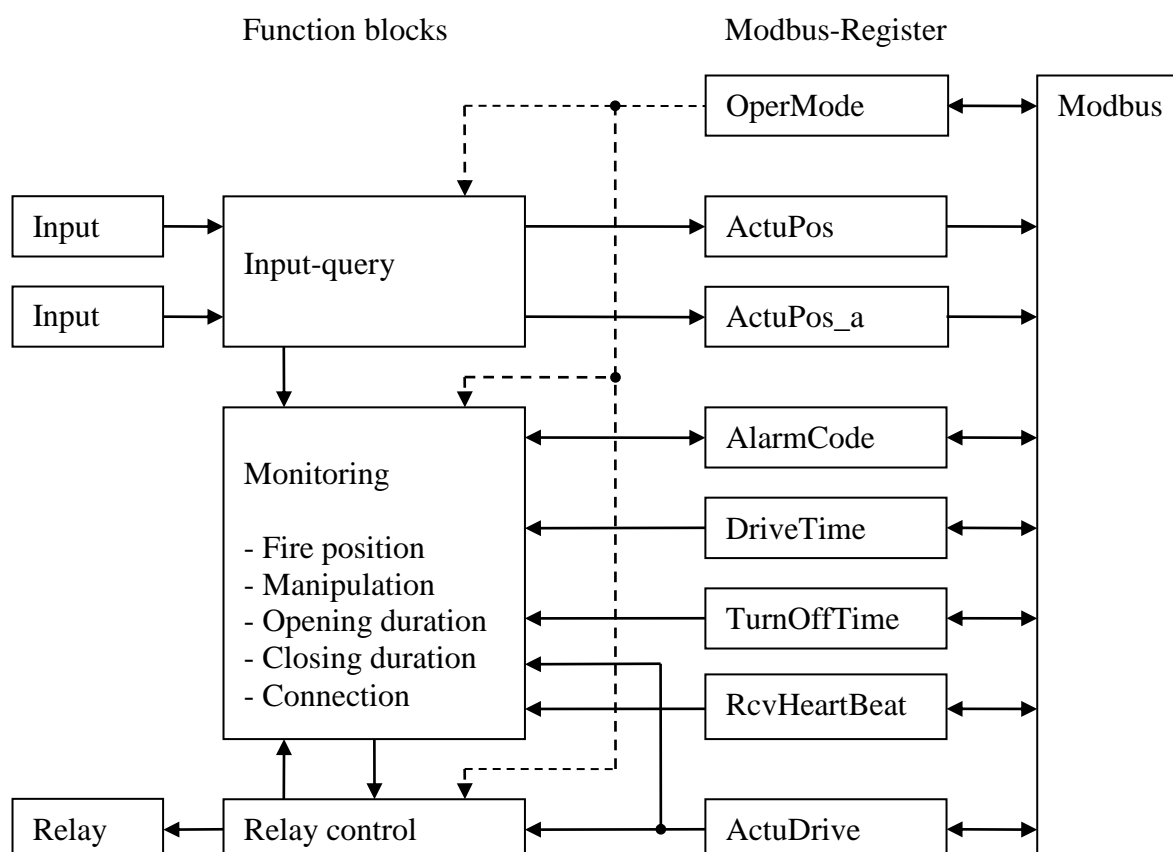 Function blocks
Modbus-Register
OperMode
Modbus
Input
Input-query
ActuPos
Input
ActuPos_a
Monitoring
- Fire position
- Manipulation
- Opening duration
- Closing duration
- Connection
AlarmCode
DriveTime
TurnOffTime
RcvHeartBeat
Relay
Relay control
ActuDrive